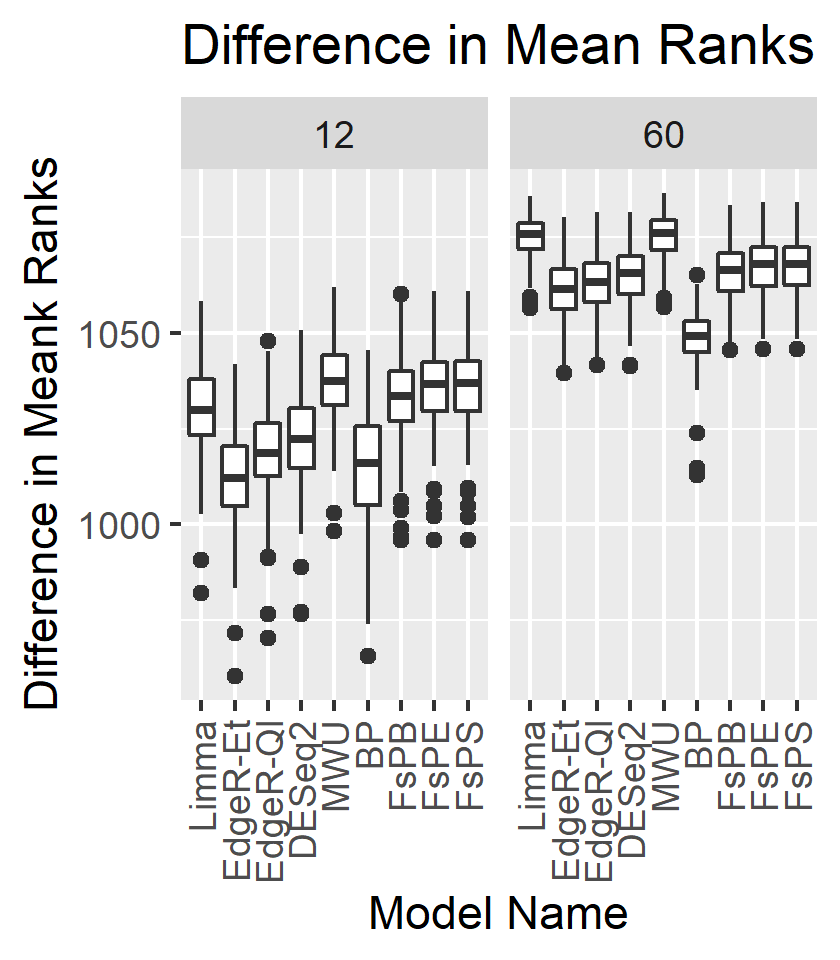 Difference in Mean Ranks
12
60
Difference in Meank Ranks
1050
1000
Limma
EdgeR-Et
EdgeR-Ql
DESeq2
MWU
BP
FsPB
FsPE
FsPS
Limma
EdgeR-Et
EdgeR-Ql
DESeq2
MWU
BP
FsPB
FsPE
FsPS
Model Name